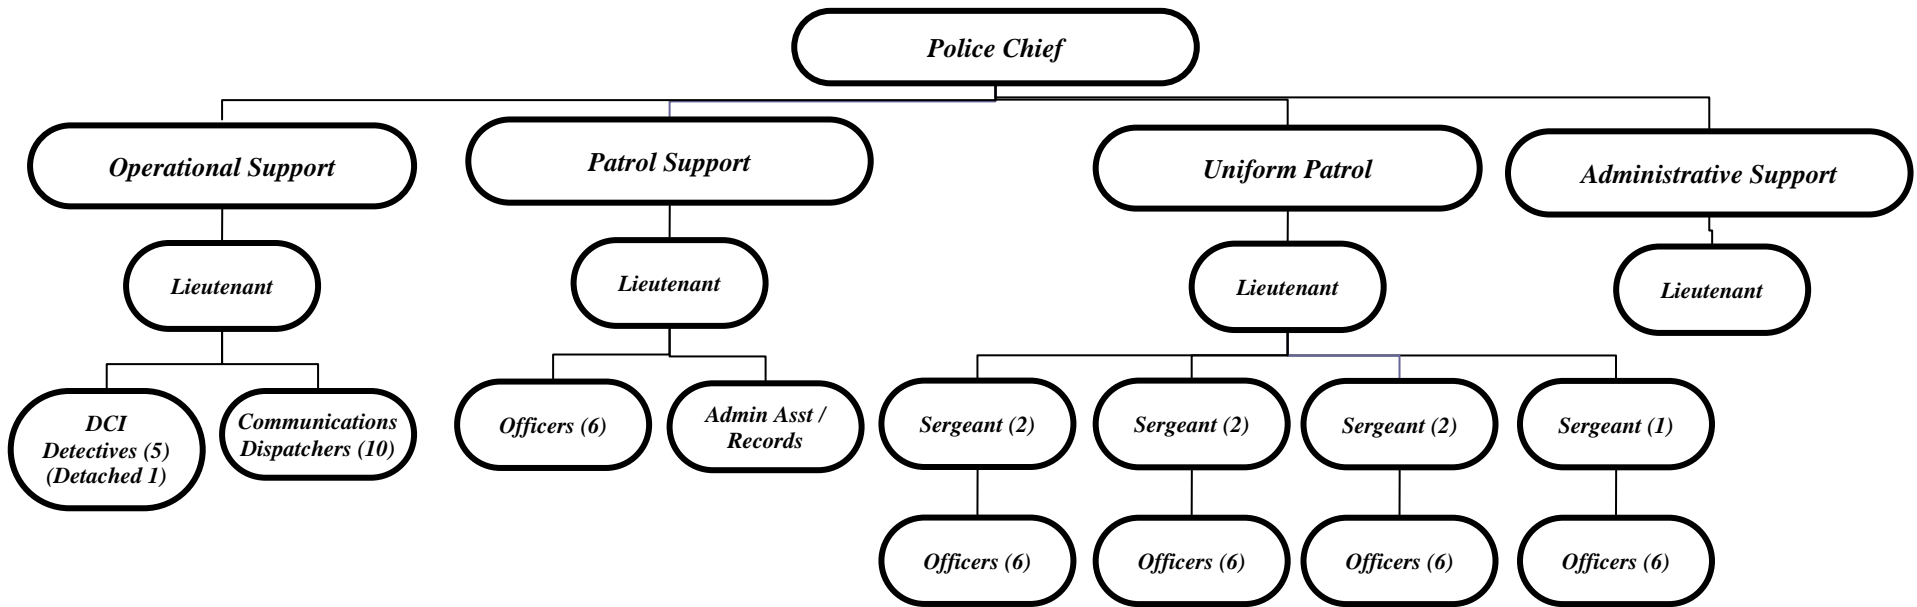 Police Chief
Operational Support
Patrol Support
Uniform Patrol
Administrative Support
Lieutenant
Lieutenant
Lieutenant
Lieutenant
DCI
Detectives (5)
(Detached 1)
Communications
Dispatchers (10)
Officers (6)
Admin Asst /
Records
Sergeant (2)
Sergeant (2)
Sergeant (2)
Sergeant (1)
Officers (6)
Officers (6)
Officers (6)
Officers (6)